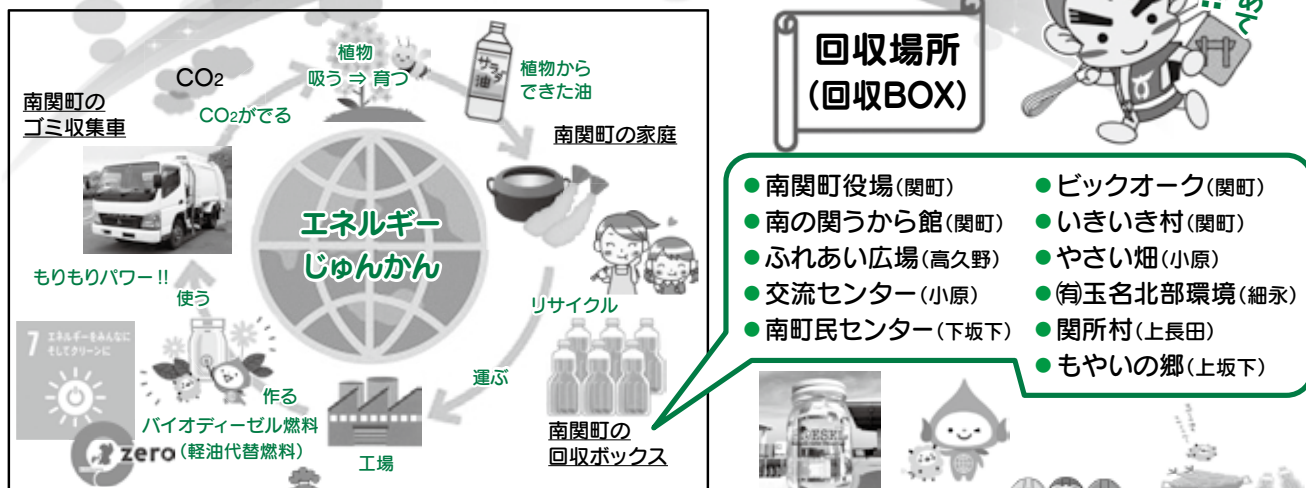 南関町の
ゴミ収集車
CO2
CO2がでる
植物
吸う ⇒ 育つ
サラダ油
植物から
できた油
南関町の家庭
エネルギー
じゅんかん
もりもりパワー!!
使う
リサイクル
7 エネルギーをみんなに
そしてクリーンに
作る
運ぶ
バイオディーゼル燃料
(軽油代替燃料)
zero
工場
南関町の
回収ボックス
回収場所
(回収BOX)
●南関町役場(関町)
●南の関うから館(関町)
●ふれあい広場(高久野)
●交流センター(小原)
●南町民センター(下坂下)
●ビックオーク(関町)
●いきいき村(関町)
●やさい畑(小原)
●㈲玉名北部環境(細永)
●関所村(上長田)
●もやいの郷(上坂下)